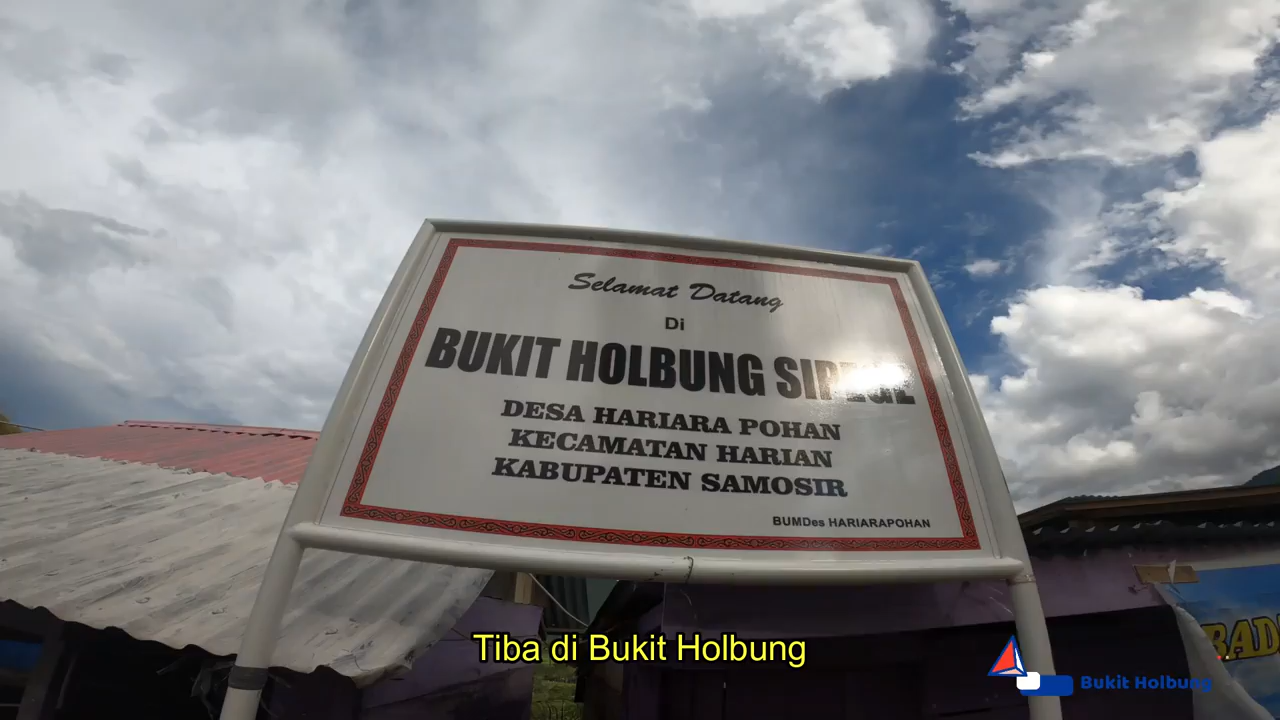 Selamat Datang
Di
BUKIT HOLBUNG
DESA HARIARA POHAN
KECAMATAN HARIAN
KABUPATEN SAMOSIR
BUMDes HARIARAPOHAN
Tiba di Bukit Holbung
Bukit Holbung